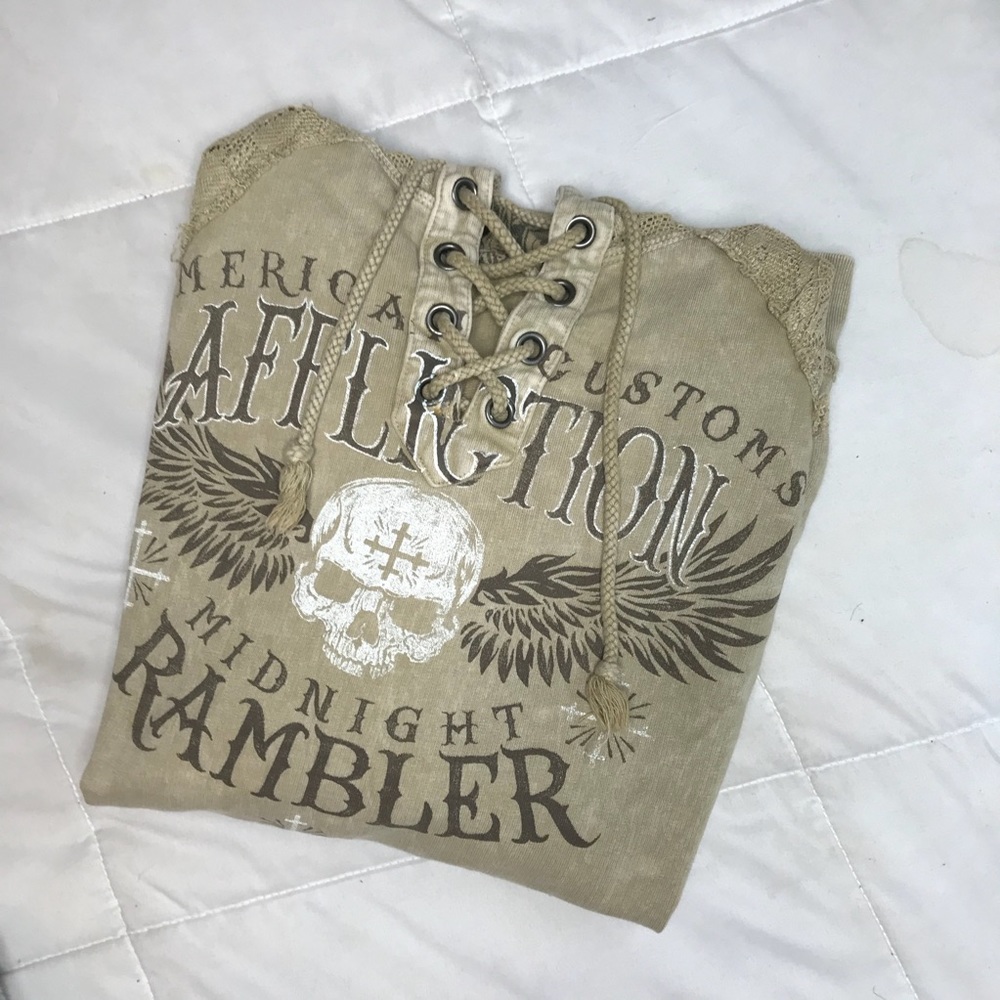 MERICA CUSTOMS
AFFLICTION
MIDNIGHT
RAMBLER